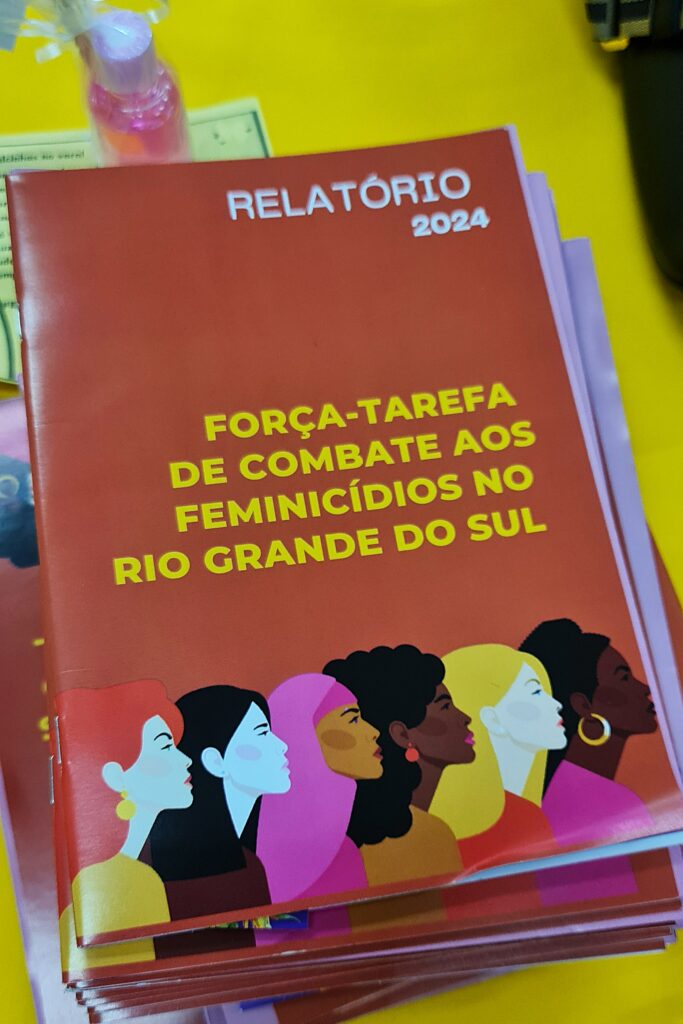 RELATÓRIO
2024
FORÇA-TAREFA
DE COMBATE AOS
FEMINICÍDIOS NO
RIO GRANDE DO SUL